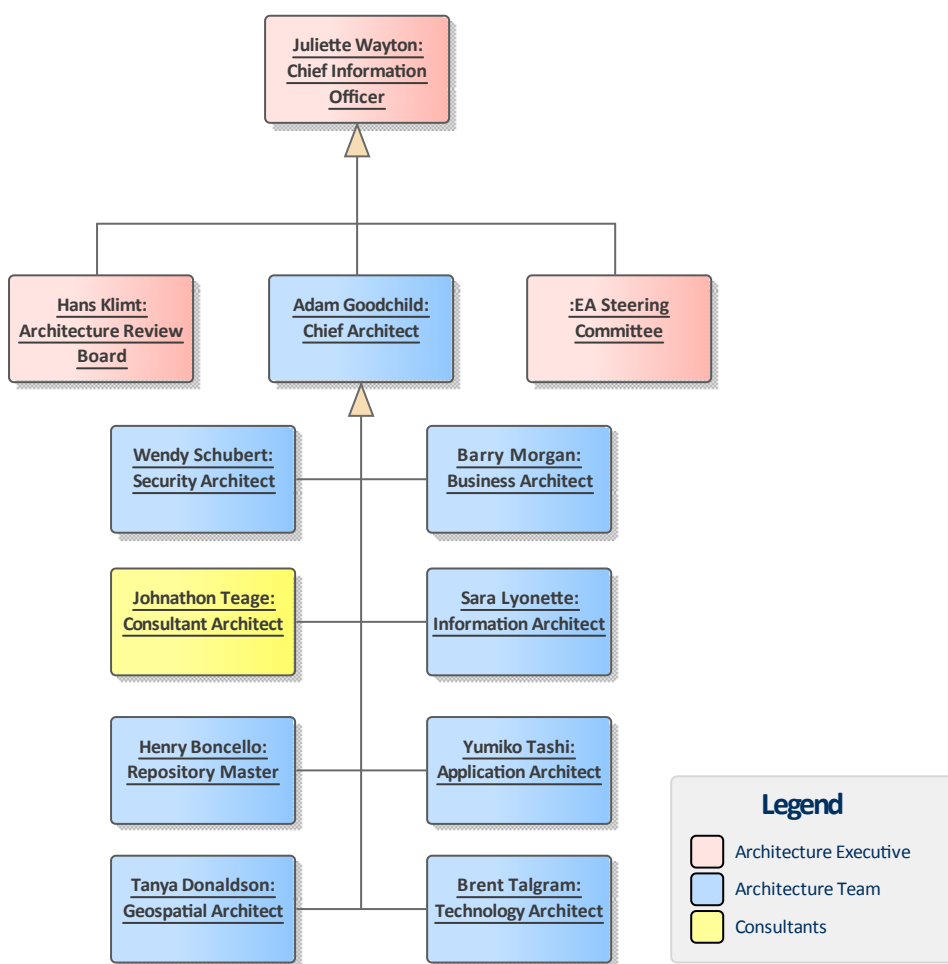 Juliette Wayton:
Chief Information
Officer
Hans Klimt:
Architecture Review
Board
Adam Goodchild:
Chief Architect
:EA Steering
Committee
Wendy Schubert:
Security Architect
Barry Morgan:
Business Architect
Johnathon Teage:
Consultant Architect
Sara Lyonette:
Information Architect
Henry Boncello:
Repository Master
Yumiko Tashi:
Application Architect
Tanya Donaldson:
Geospatial Architect
Brent Talgram:
Technology Architect
Legend
Architecture Executive
Architecture Team
Consultants